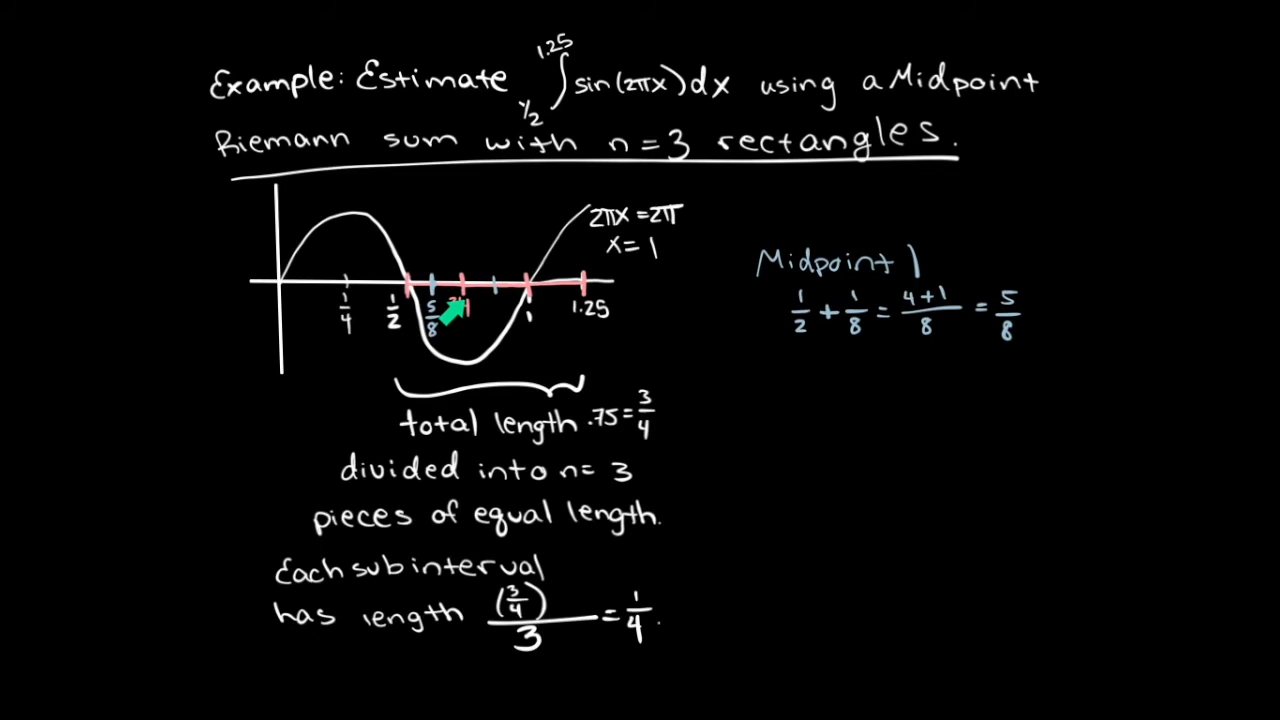 Example: Estimate ∫_{1/2}^{1.25} sin(2πx)dx using a Midpoint
Riemann sum with n=3 rectangles.
2πx=2π
x=1
1/4 1/2 5/8 1 1.25
Midpoint 1
1/2 + 1/8 = 4+1/8 = 5/8
total length .75=3/4
divided into n=3
pieces of equal length.
Each subinterval
has length (3/4)/3 = 1/4.